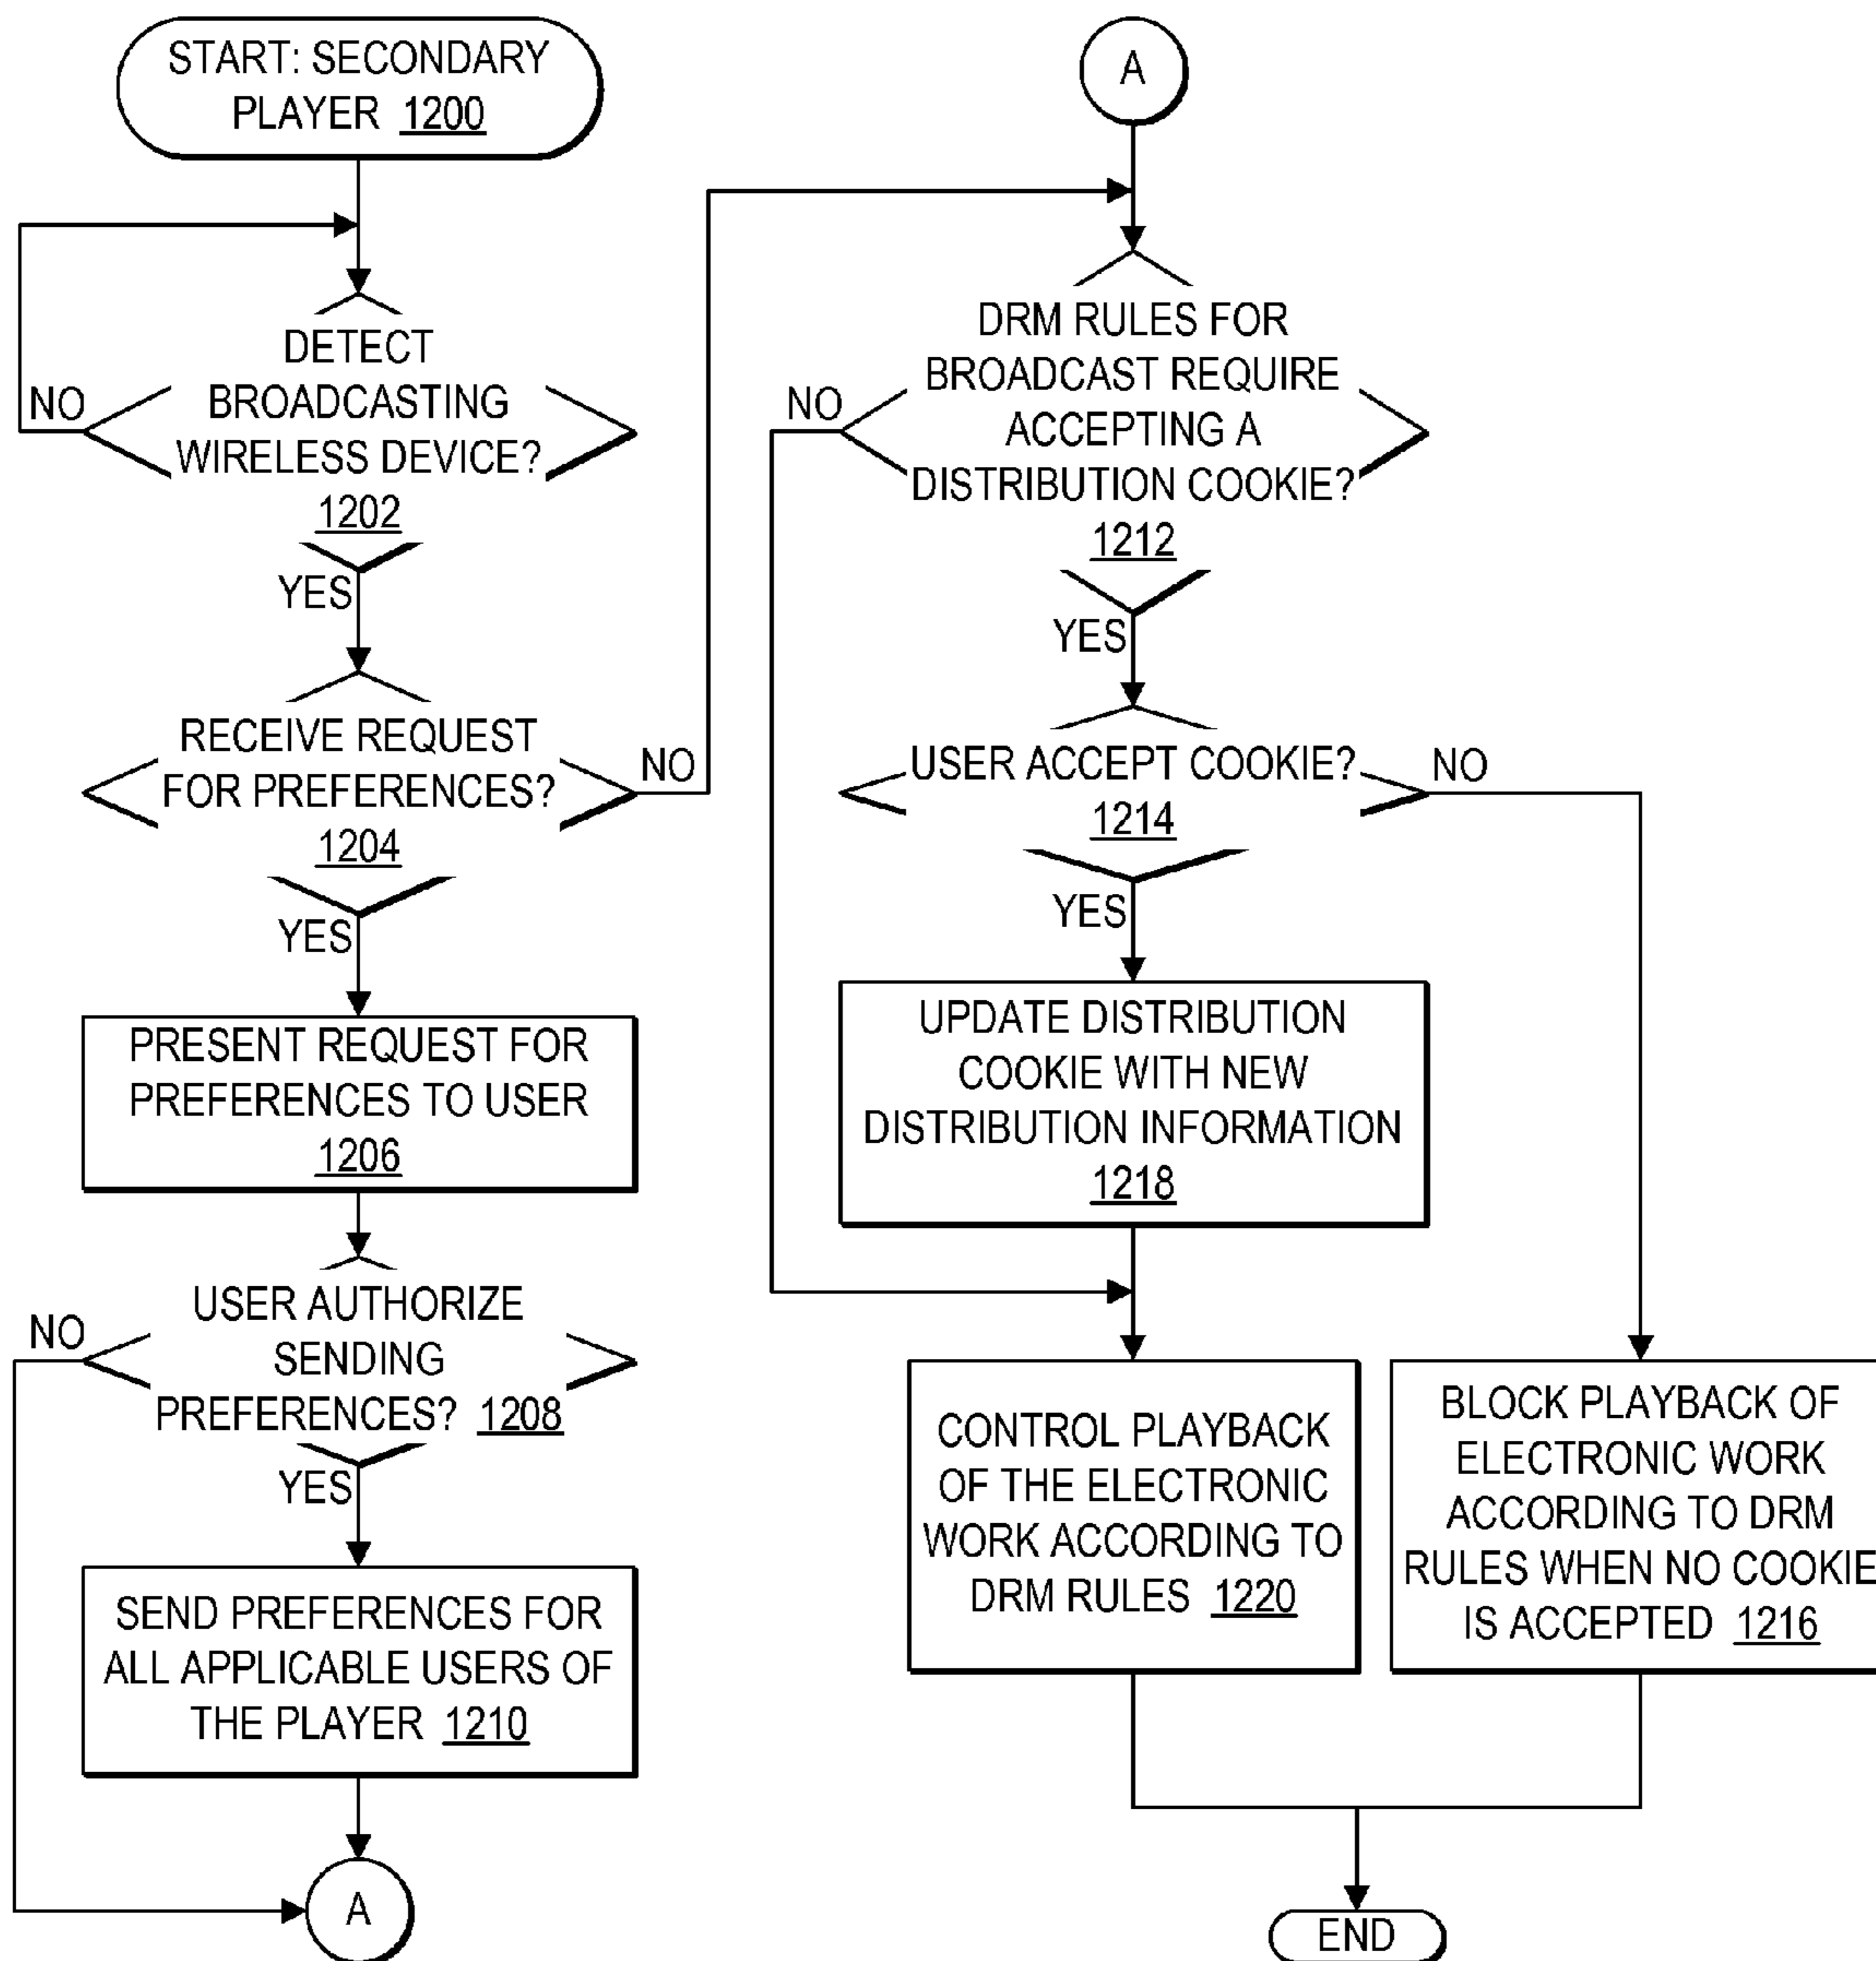 START: SECONDARY
PLAYER 1200
DETECT
BROADCASTING
WIRELESS DEVICE?
1202
NO
YES
RECEIVE REQUEST
FOR PREFERENCES?
1204
NO
YES
PRESENT REQUEST FOR
PREFERENCES TO USER
1206
USER AUTHORIZE
SENDING
PREFERENCES? 1208
NO
YES
SEND PREFERENCES FOR
ALL APPLICABLE USERS OF
THE PLAYER 1210
A
A
DRM RULES FOR
BROADCAST REQUIRE
ACCEPTING A
DISTRIBUTION COOKIE?
1212
NO
YES
USER ACCEPT COOKIE?
1214
NO
YES
UPDATE DISTRIBUTION
COOKIE WITH NEW
DISTRIBUTION INFORMATION
1218
CONTROL PLAYBACK
OF THE ELECTRONIC
WORK ACCORDING TO
DRM RULES 1220
BLOCK PLAYBACK OF
ELECTRONIC WORK
ACCORDING TO DRM
RULES WHEN NO COOKIE
IS ACCEPTED 1216
END